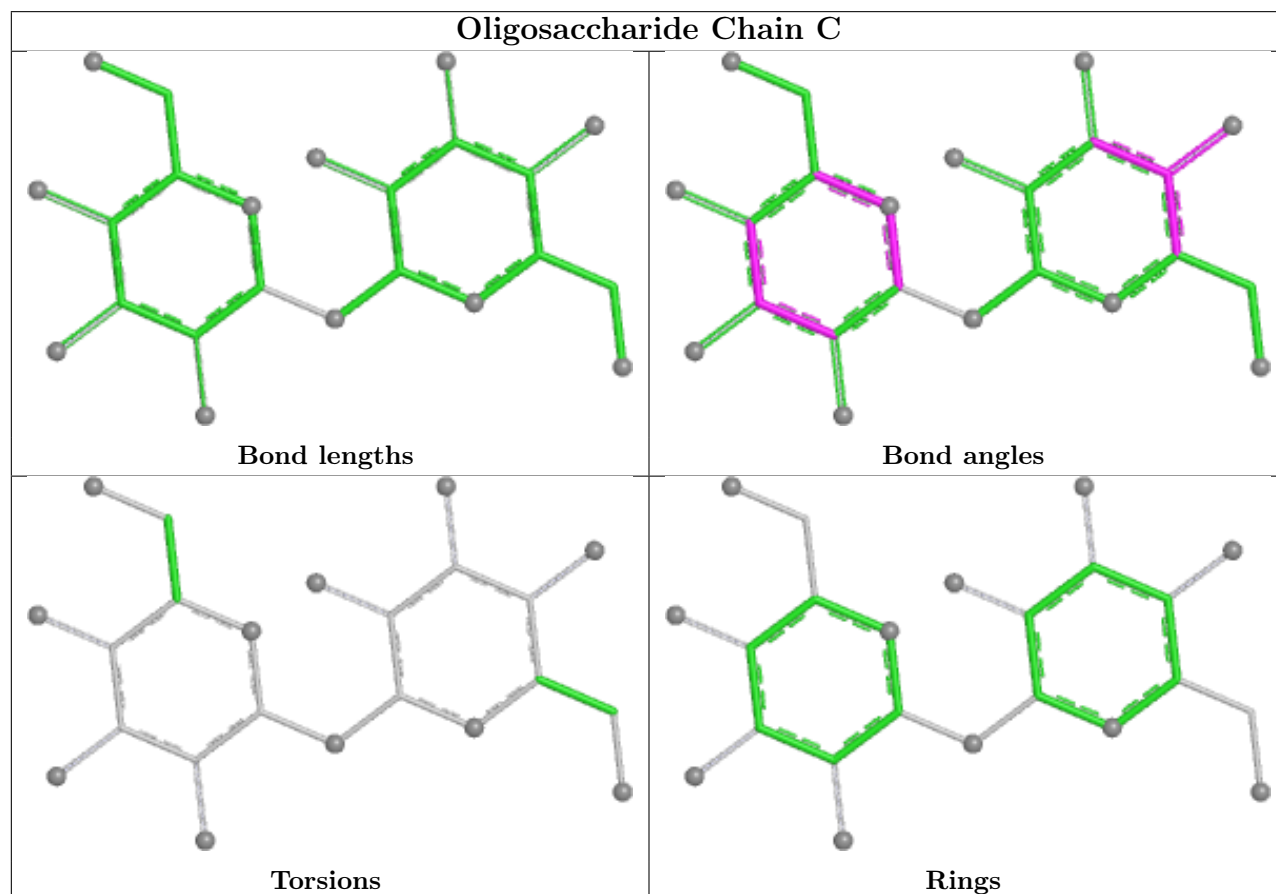 Oligosaccharide Chain C
Bond lengths
Bond angles
Torsions
Rings